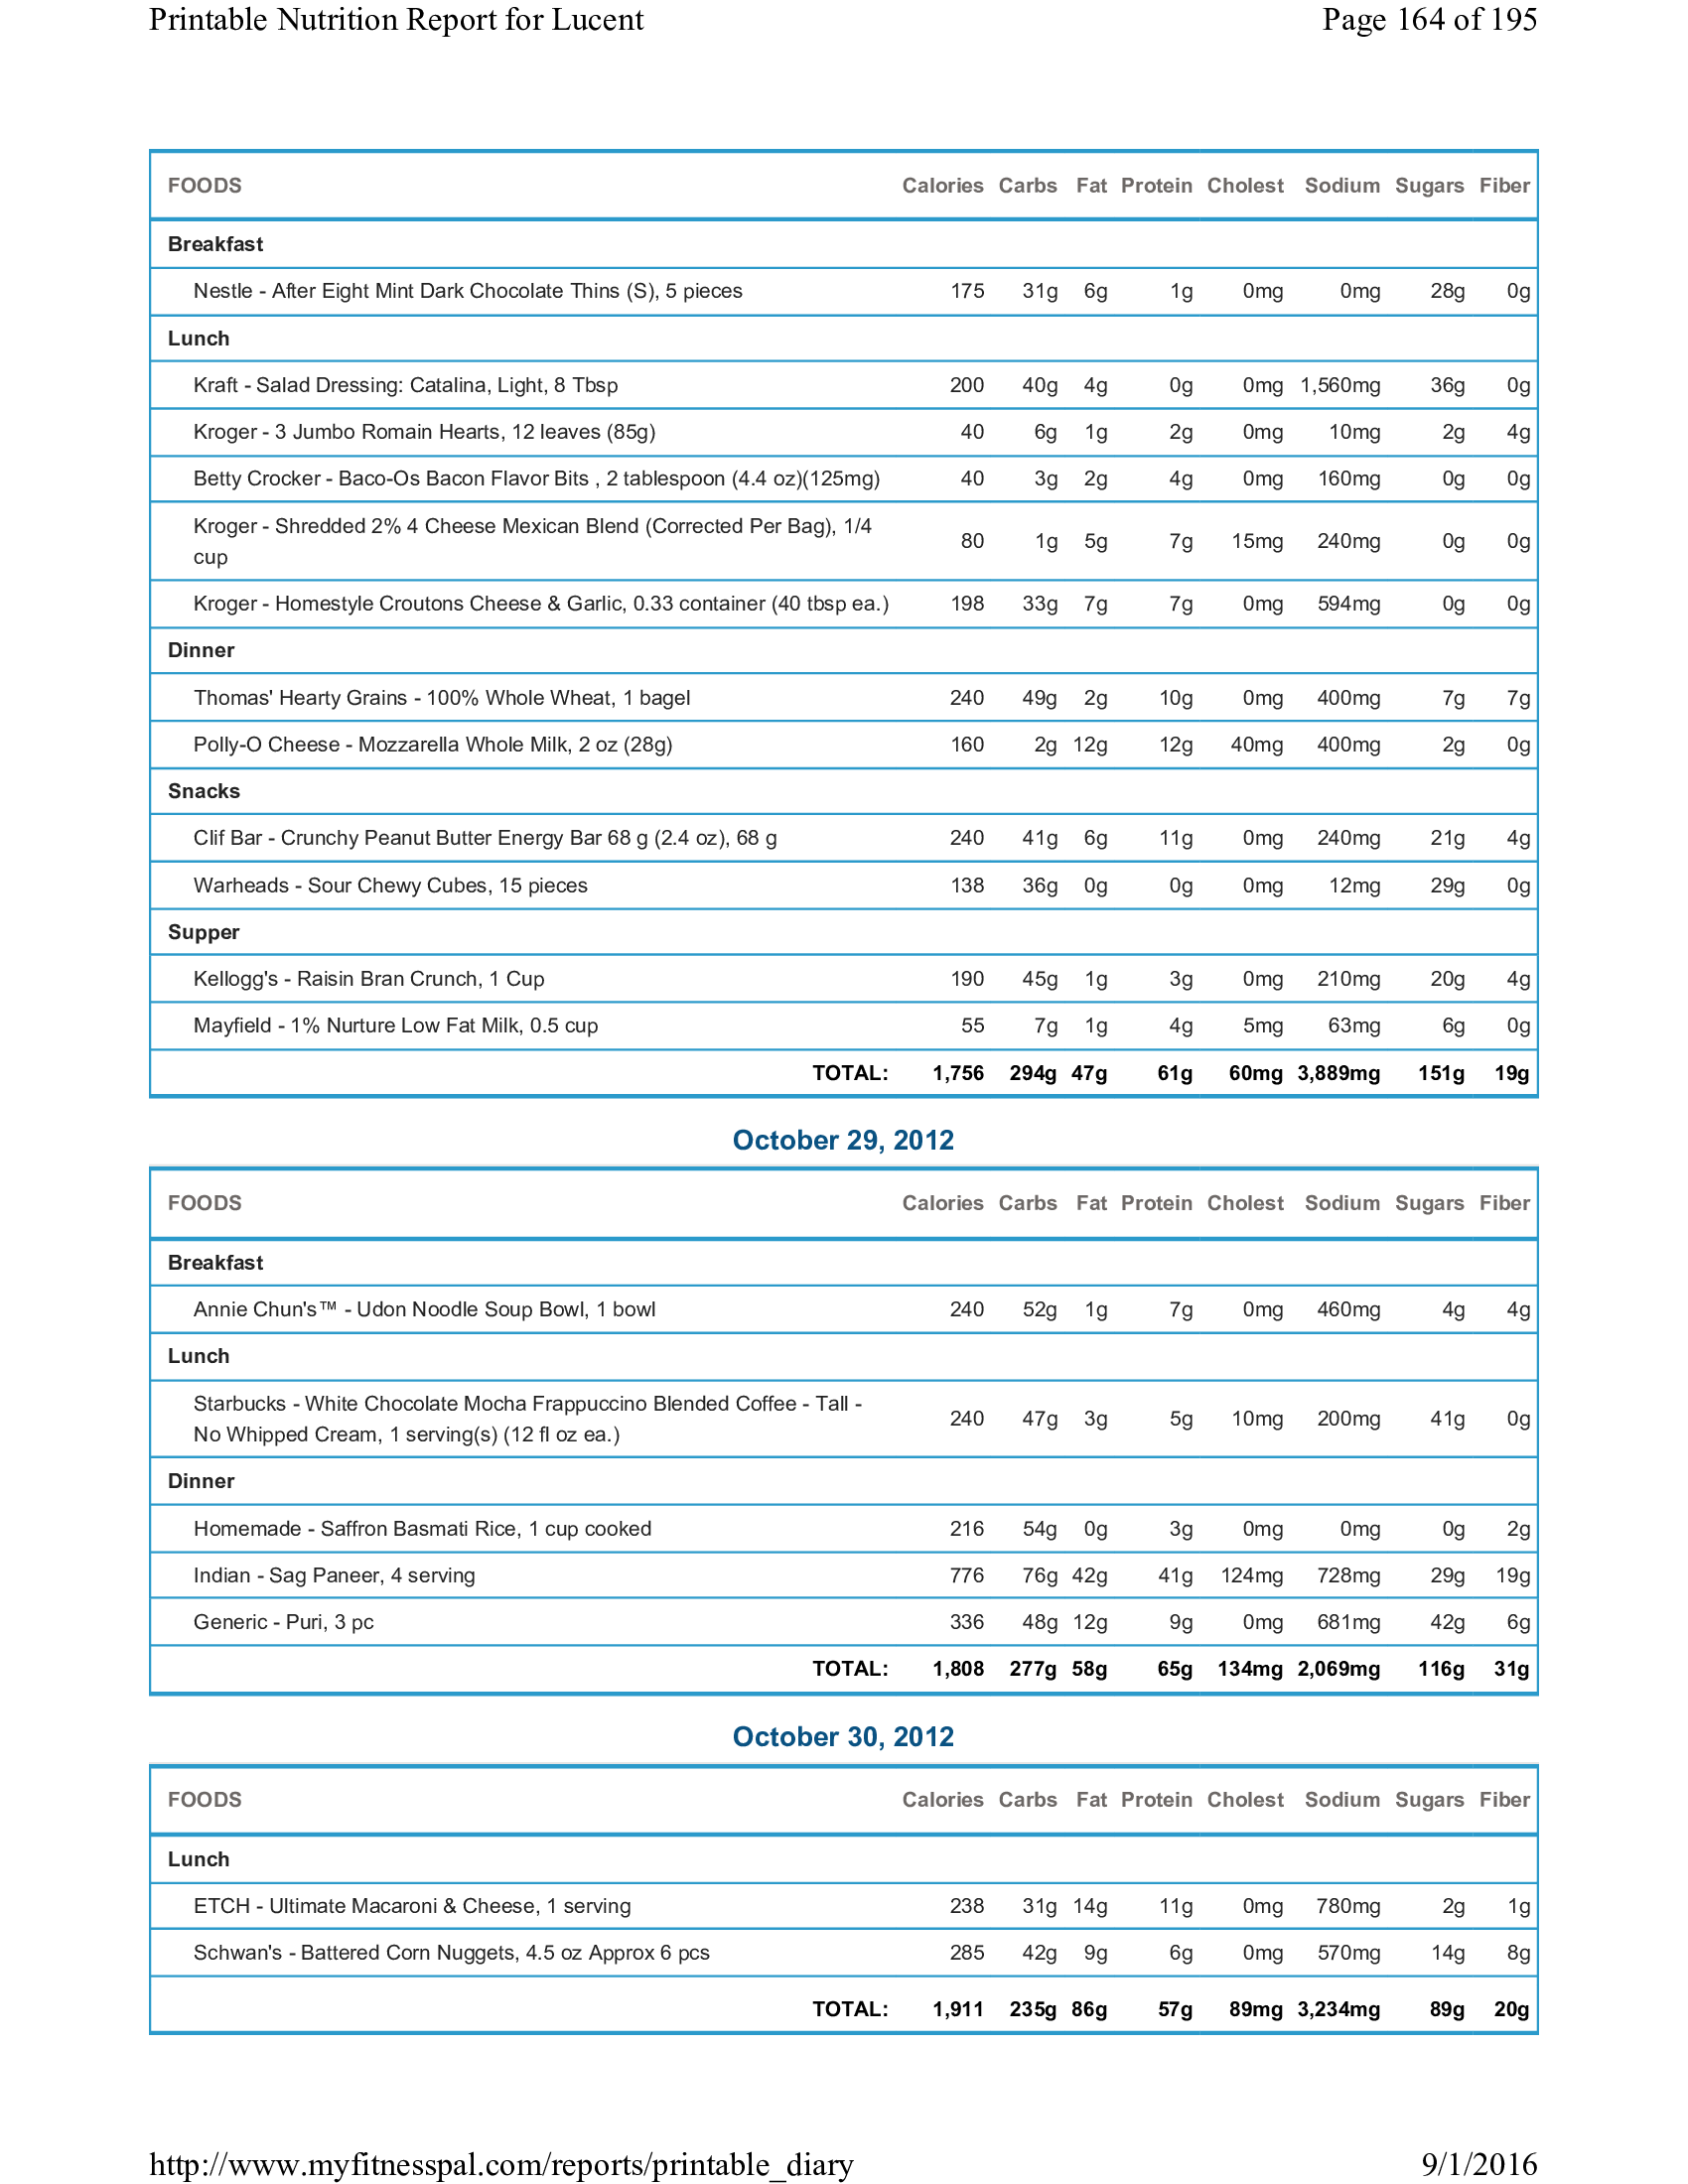 Printable Nutrition Report for Lucent Page 164 of 195
FOODS Calories Carbs Fat Protein Cholest Sodium Sugars Fiber
Breakfast
Nestle - After Eight Mint Dark Chocolate Thins (S), 5 pieces 175 31g 6g 1g 0mg 0mg 28g 0g
Lunch
Kraft - Salad Dressing: Catalina, Light, 8 Tbsp 200 40g 4g 0g 0mg 1,560mg 36g 0g
Kroger - 3 Jumbo Romain Hearts, 12 leaves (85g) 40 6g 1g 2g 0mg 10mg 2g 4g
Betty Crocker - Baco-Os Bacon Flavor Bits , 2 tablespoon (4.4 oz)(125mg) 40 3g 2g 4g 0mg 160mg 0g 0g
Kroger - Shredded 2% 4 Cheese Mexican Blend (Corrected Per Bag), 1/4
cup 80 1g 5g 7g 15mg 240mg 0g 0g
Kroger - Homestyle Croutons Cheese & Garlic, 0.33 container (40 tbsp ea.) 198 33g 7g 7g 0mg 594mg 0g 0g
Dinner
Thomas' Hearty Grains - 100% Whole Wheat, 1 bagel 240 49g 2g 10g 0mg 400mg 7g 7g
Polly-O Cheese - Mozzarella Whole Milk, 2 oz (28g) 160 2g 12g 12g 40mg 400mg 2g 0g
Snacks
Clif Bar - Crunchy Peanut Butter Energy Bar 68 g (2.4 oz), 68 g 240 41g 6g 11g 0mg 240mg 21g 4g
Warheads - Sour Chewy Cubes, 15 pieces 138 36g 0g 0g 0mg 12mg 29g 0g
Supper
Kellogg's - Raisin Bran Crunch, 1 Cup 190 45g 1g 3g 0mg 210mg 20g 4g
Mayfield - 1% Nurture Low Fat Milk, 0.5 cup 55 7g 1g 4g 5mg 63mg 6g 0g
TOTAL: 1,756 294g 47g 61g 60mg 3,889mg 151g 19g
October 29, 2012
FOODS Calories Carbs Fat Protein Cholest Sodium Sugars Fiber
Breakfast
Annie Chun's™ - Udon Noodle Soup Bowl, 1 bowl 240 52g 1g 7g 0mg 460mg 4g 4g
Lunch
Starbucks - White Chocolate Mocha Frappuccino Blended Coffee - Tall -
No Whipped Cream, 1 serving(s) (12 fl oz ea.) 240 47g 3g 5g 10mg 200mg 41g 0g
Dinner
Homemade - Saffron Basmati Rice, 1 cup cooked 216 54g 0g 3g 0mg 0mg 0g 2g
Indian - Sag Paneer, 4 serving 776 76g 42g 41g 124mg 728mg 29g 19g
Generic - Puri, 3 pc 336 48g 12g 9g 0mg 681mg 42g 6g
TOTAL: 1,808 277g 58g 65g 134mg 2,069mg 116g 31g
October 30, 2012
FOODS Calories Carbs Fat Protein Cholest Sodium Sugars Fiber
Lunch
ETCH - Ultimate Macaroni & Cheese, 1 serving 238 31g 14g 11g 0mg 780mg 2g 1g
Schwan's - Battered Corn Nuggets, 4.5 oz Approx 6 pcs 285 42g 9g 6g 0mg 570mg 14g 8g
TOTAL: 1,911 235g 86g 57g 89mg 3,234mg 89g 20g
http://www.myfitnesspal.com/reports/printable_diary 9/1/2016